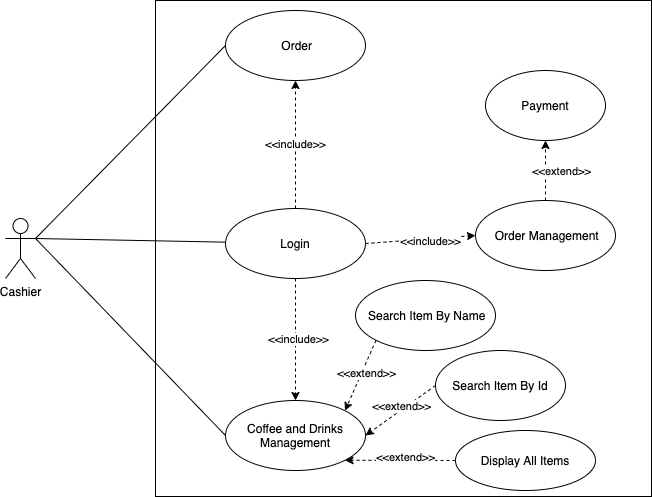 Order
Payment
<<include>>
<<extend>>
Login
<<include>>
Order Management
Cashier
Search Item By Name
<<include>>
<<extend>>
Search Item By Id
<<extend>>
Coffee and Drinks
Management
<<extend>>
Display All Items